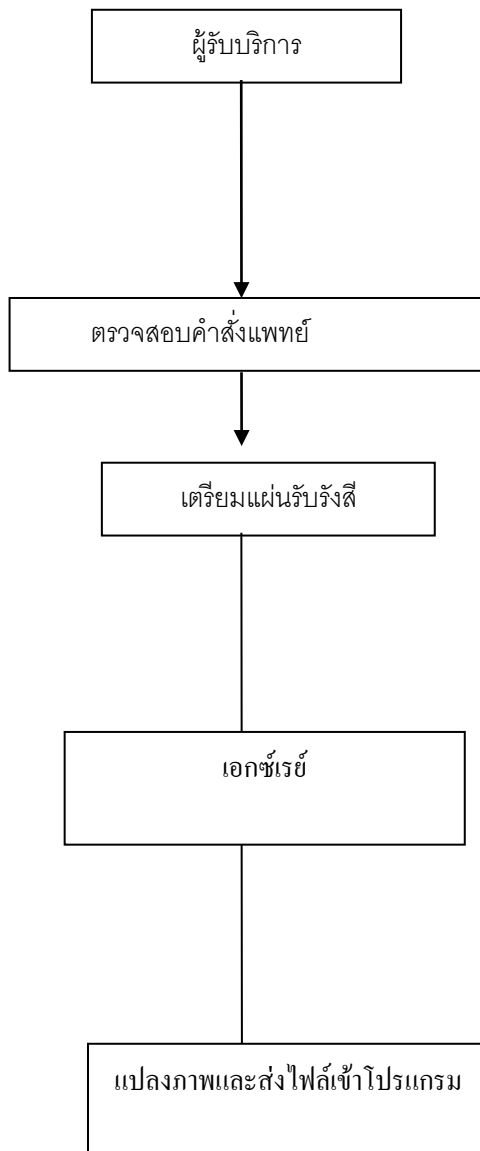 ผู้รับบริการ
ตรวจสอบคำสั่งแพทย์
เตรียมแผ่นรับรังสี
เอกซ์เรย์
แปลงภาพและส่งไฟล์เข้าโปรแกรม